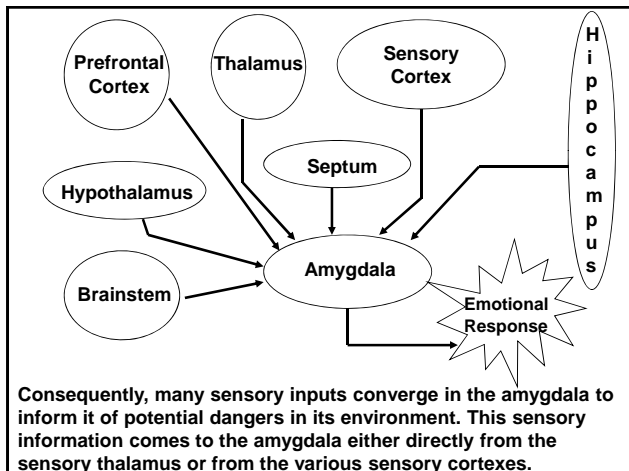 Prefrontal
Cortex
Thalamus
Sensory
Cortex
Hippocampus
Septum
Hypothalamus
Amygdala
Brainstem
Emotional
Response
Consequently, many sensory inputs converge in the amygdala to
inform it of potential dangers in its environment. This sensory
information comes to the amygdala either directly from the
sensory thalamus or from the various sensory cortexes.